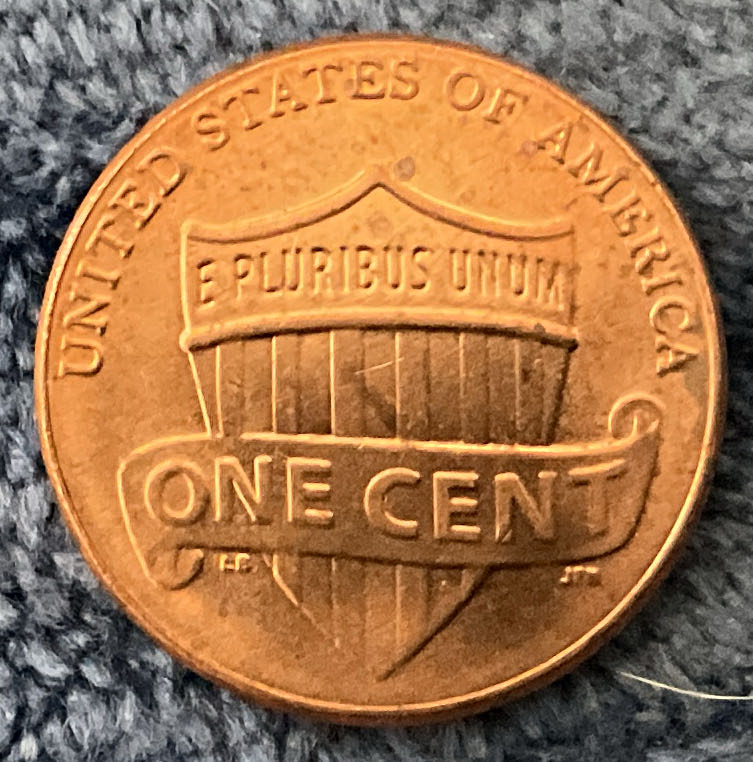 UNITED STATES OF AMERICA
E PLURIBUS UNUM
ONE CENT